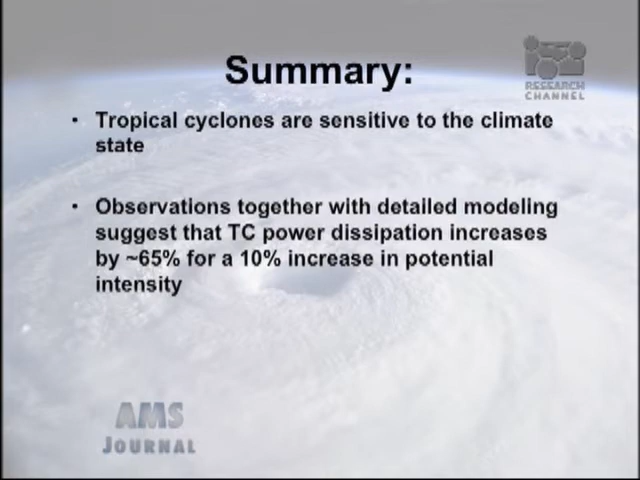 Summary:
RESEARCH
CHANNEL
• Tropical cyclones are sensitive to the climate
state
• Observations together with detailed modeling
suggest that TC power dissipation increases
by ~65% for a 10% increase in potential
intensity
AMS
JOURNAL